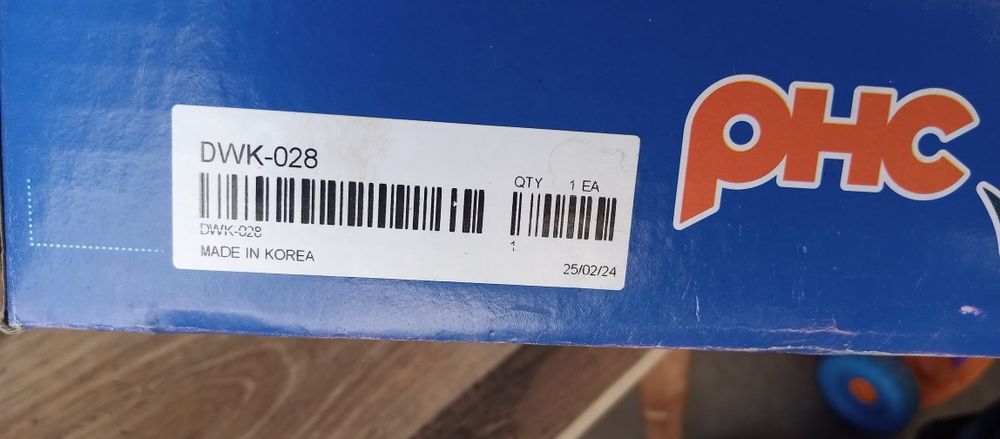 DWK-028
QTY 1 EA
DWK-028
1
MADE IN KOREA
25/02/24
PHC